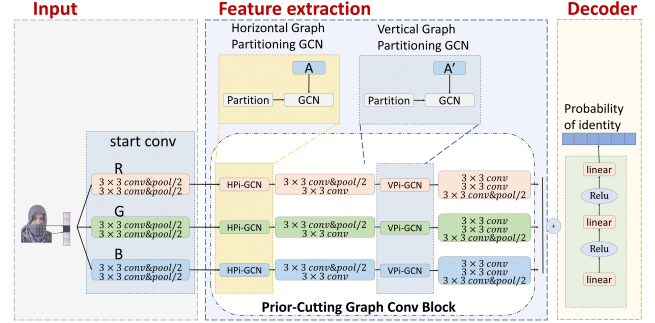 Input
Feature extraction
Decoder
Horizontal Graph
Partitioning GCN
Vertical Graph
Partitioning GCN
A
Partition
GCN
A’
Partition
GCN
Probability
of identity
start conv
R
3 × 3 conv&pool/2
3 × 3 conv&pool/2
HPi-GCN
3 × 3 conv&pool/2
3 × 3 conv
VPi-GCN
3 × 3 conv
3 × 3 conv
3 × 3 conv&pool/2
G
3 × 3 conv&pool/2
3 × 3 conv&pool/2
HPi-GCN
3 × 3 conv&pool/2
3 × 3 conv
VPi-GCN
3 × 3 conv
3 × 3 conv
3 × 3 conv&pool/2
B
3 × 3 conv&pool/2
3 × 3 conv&pool/2
HPi-GCN
3 × 3 conv&pool/2
3 × 3 conv
VPi-GCN
3 × 3 conv
3 × 3 conv
3 × 3 conv&pool/2
+
linear
Relu
linear
Relu
linear
Prior-Cutting Graph Conv Block